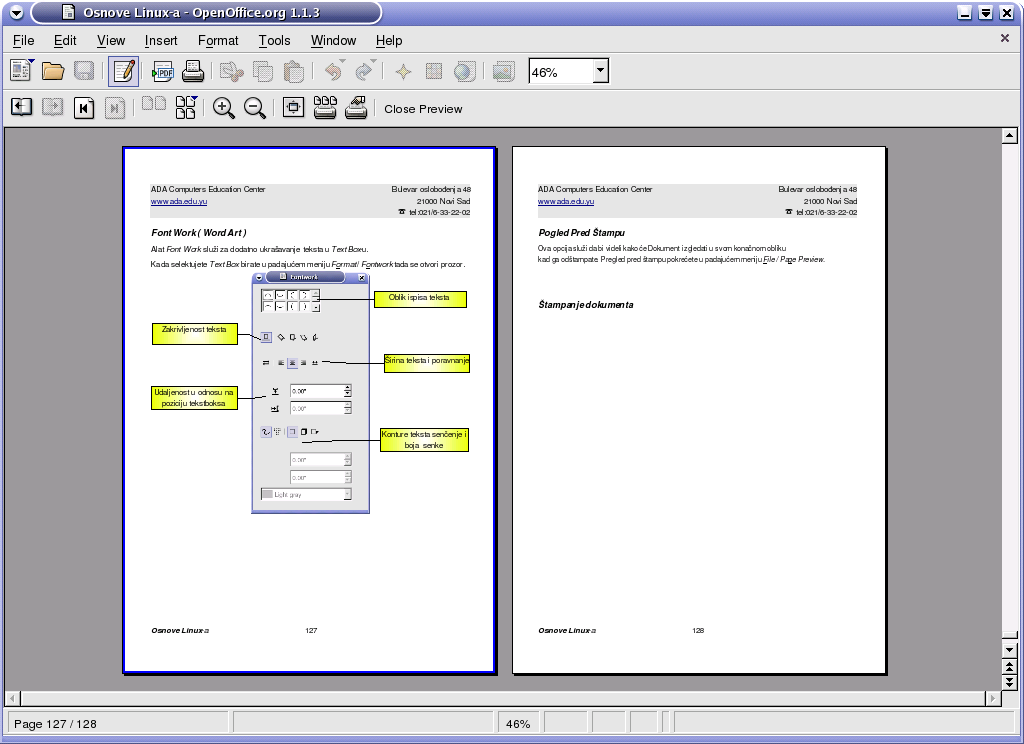 Osnove Linux-a - OpenOffice.org 1.1.3
File Edit View Insert Format Tools Window Help
PDF
46%
Close Preview
ADA Computers Education Center Bulevar oslobođenja 48
www.ada.edu.yu 21000 Novi Sad
☎ tel:021/6-33-22-02
Font Work ( Word Art )
Alat Font Work služi za dodatno ukrašavanje teksta u Text Box-u.
Kada selektujete Text Box birate u padajućem meniju Format/ Fontwork tada se otvori prozor.
Fontwork
Oblik ispisa teksta
Zakrivljenost teksta
Širina teksta i poravnanje
Udaljenost u odnosu na
poziciju tekstboksa
0.00"
0.00"
Konture teksta senčenje i
boja senke
0.00"
0.00"
Light gray
Osnove Linux-a 127
ADA Computers Education Center Bulevar oslobođenja 48
www.ada.edu.yu 21000 Novi Sad
☎ tel:021/6-33-22-02
Pogled Pred Štampu
Ova opcija služi da bi videli kako će Dokument izgledati u svom konačnom obliku
kad ga odštampate. Pregled pred štampu pokrećete u padajućem meniju File / Page Preview.
Štampanje dokumenta
Osnove Linux-a 128
Page 127 / 128 46%